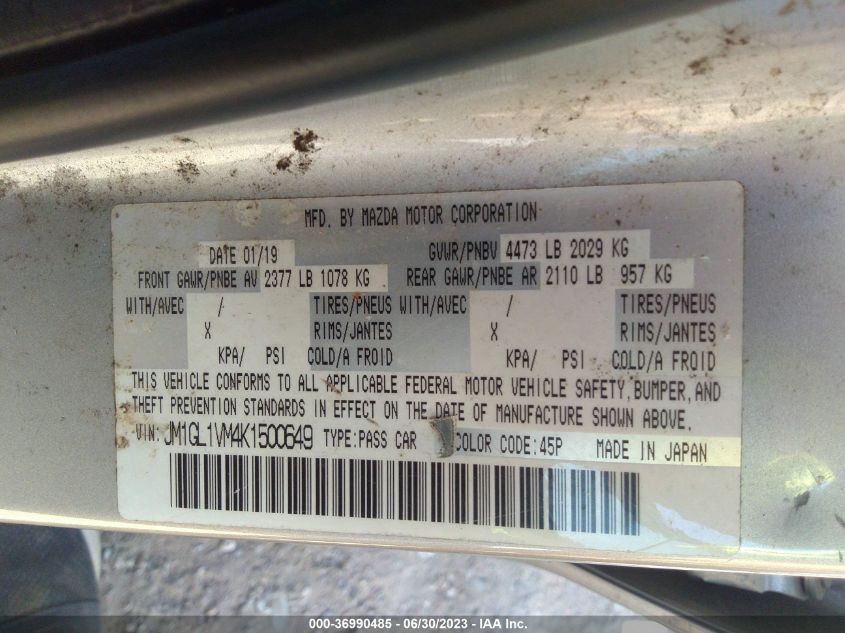 MFD. BY MAZDA MOTOR CORPORATION
DATE 01/19 GVWR/PNBV 4473 LB 2029 KG
FRONT GAWR/PNBE AV 2377 LB 1078 KG REAR GAWR/PNBE AR 2110 LB 957 KG
WITH/AVEC / TIRES/PNEUS WITH/AVEC / TIRES/PNEUS
X RIMS/JANTES X RIMS/JANTES
KPA/ PSI COLD/A FROID KPA/ PSI COLD/A FROID
THIS VEHICLE CONFORMS TO ALL APPLICABLE FEDERAL MOTOR VEHICLE SAFETY, BUMPER, AND
THEFT PREVENTION STANDARDS IN EFFECT ON THE DATE OF MANUFACTURE SHOWN ABOVE.
VIN: JM1GL1VM4K1500649 TYPE:PASS CAR COLOR CODE:45P MADE IN JAPAN
000-36990485 - 06/30/2023 - IAAI Inc.